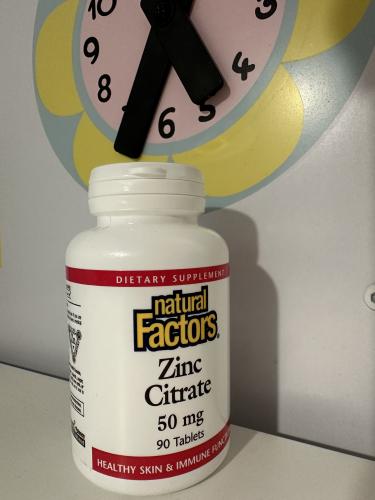 10
3
9
4
8
5
6
DIETARY SUPPLEMENT
natural
Factors
Zinc
Citrate
50 mg
90 Tablets
HEALTHY SKIN & IMMUNE